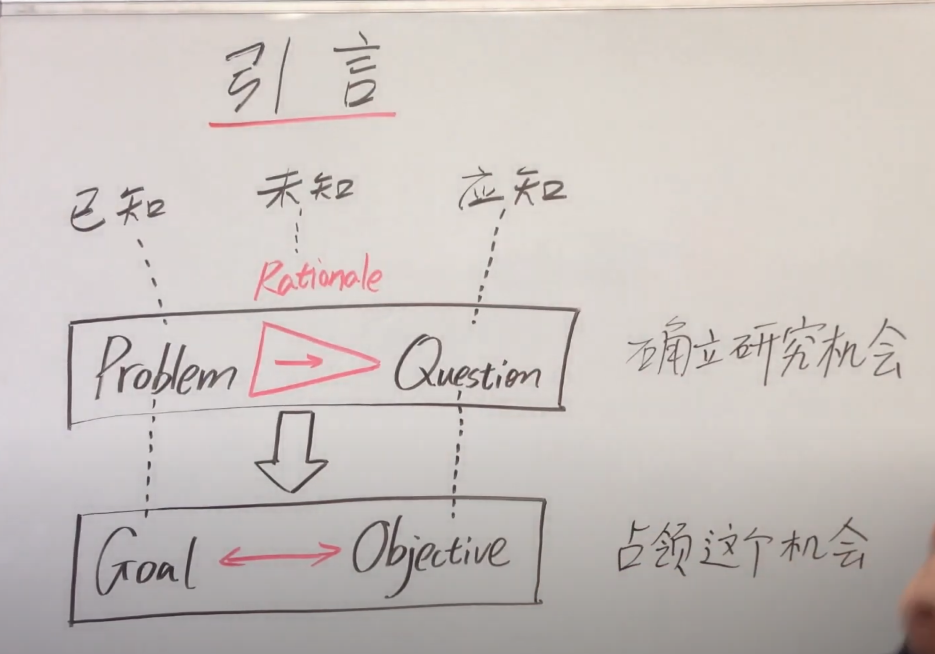 引言
已知 未知 应知
Rationale
Problem → Question 确立研究机会
Goal ↔ Objective 占领这个机会